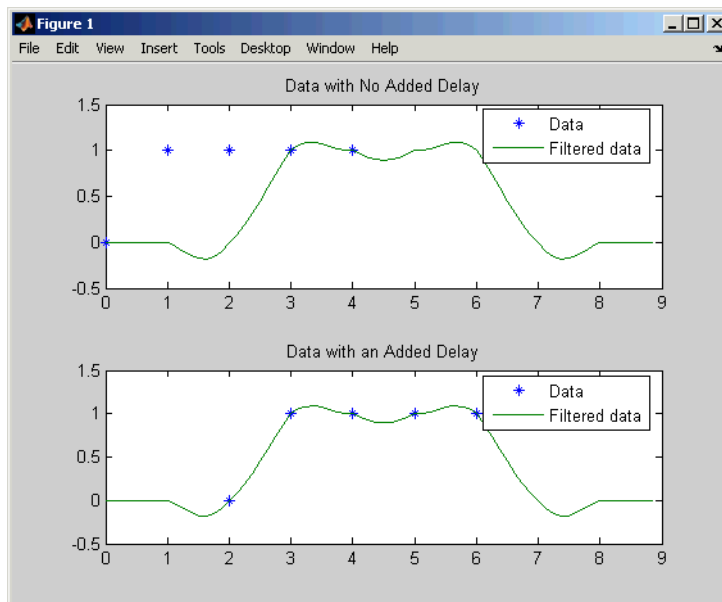 Figure 1
File Edit View Insert Tools Desktop Window Help
Data with No Added Delay
1.5
1
0.5
0
-0.5
0 1 2 3 4 5 6 7 8 9
Data
Filtered data
Data with an Added Delay
1.5
1
0.5
0
-0.5
0 1 2 3 4 5 6 7 8 9
Data
Filtered data